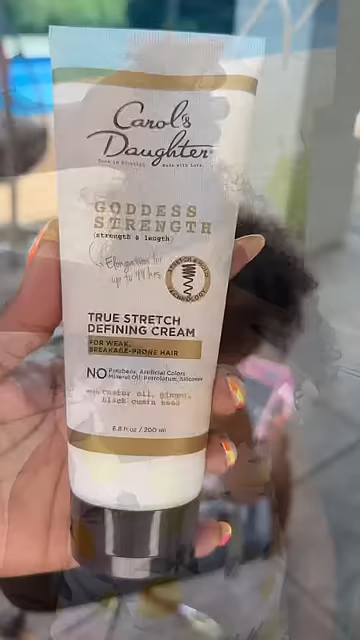 Carol's
Daughter
Born in Brooklyn. Made with Love.
GODDESS
STRENGTH
(strength & length)
Elongation for
up to 48 hrs
TECHNOLOGY
TRUE STRETCH
DEFINING CREAM
FOR WEAK,
BREAKAGE-PRONE HAIR
NO Parabens, Artificial Colors
Mineral Oil, Petrolatum, Silicones
castor oil, ginger,
black cumin seed
6.8 fl oz / 200 ml